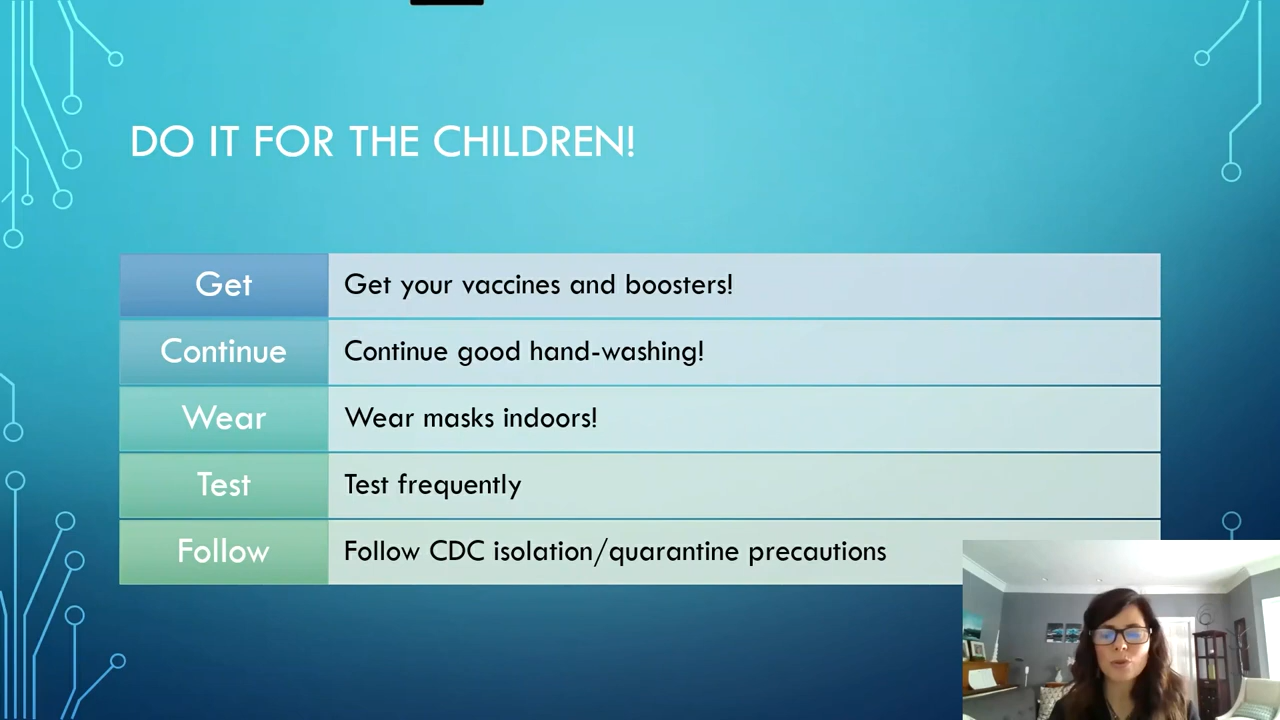 DO IT FOR THE CHILDREN!
Get
Get your vaccines and boosters!
Continue
Continue good hand-washing!
Wear
Wear masks indoors!
Test
Test frequently
Follow
Follow CDC isolation/quarantine precautions